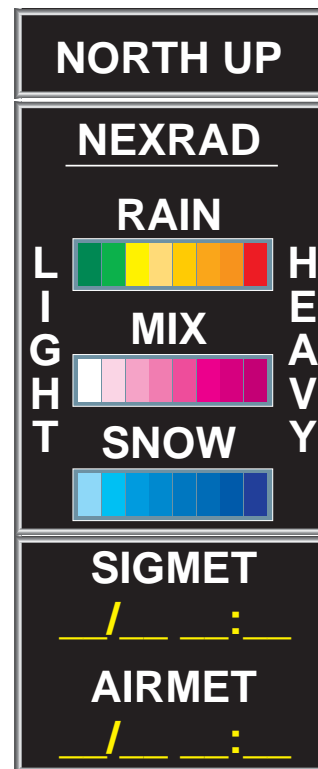 NORTH UP
NEXRAD
RAIN
LIGHT
HEAVY
MIX
SNOW
SIGMET
__/__ __:__
AIRMET
__/__ __:__